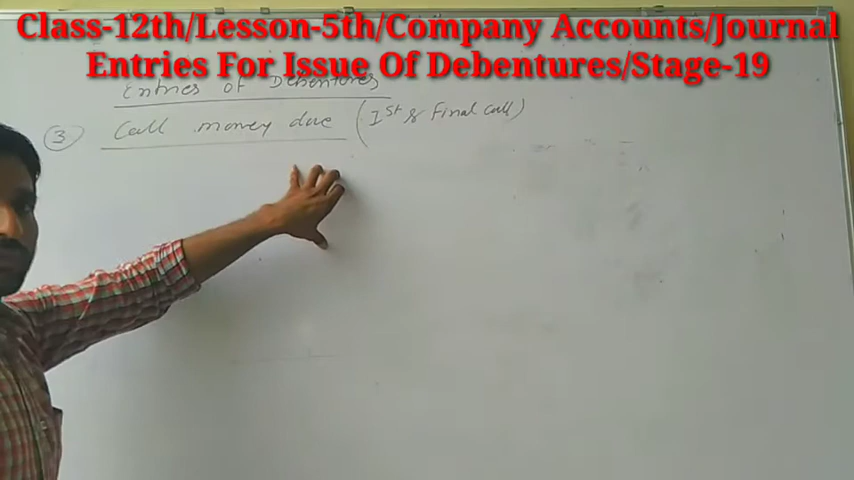 Class-12th/Lesson-5th/Company Accounts/Journal
Entries For Issue Of Debentures/Stage-19
Entries of Debentures
3 Call money due (Ist & final call)